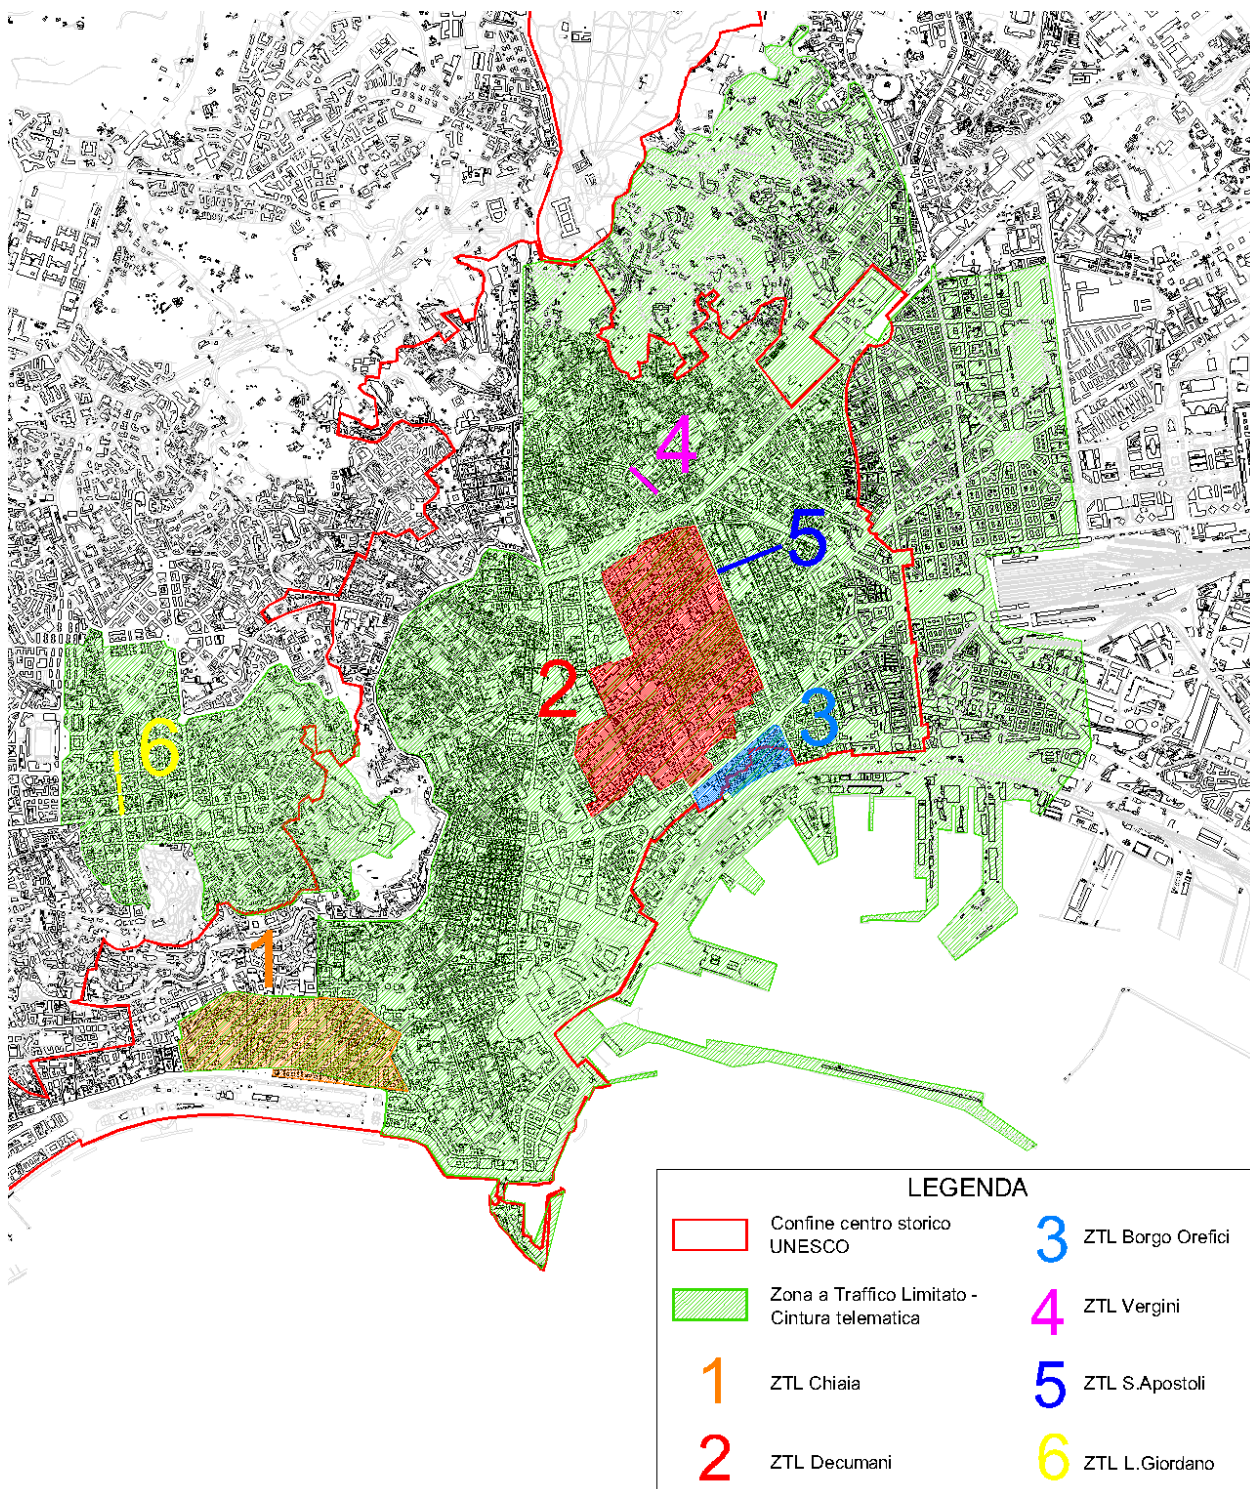 4
5
2
3
6
1
LEGENDA
Confine centro storico
UNESCO
Zona a Traffico Limitato -
Cintura telematica
1 ZTL Chiaia
2 ZTL Decumani
3 ZTL Borgo Orefici
4 ZTL Vergini
5 ZTL S.Apostoli
6 ZTL L.Giordano